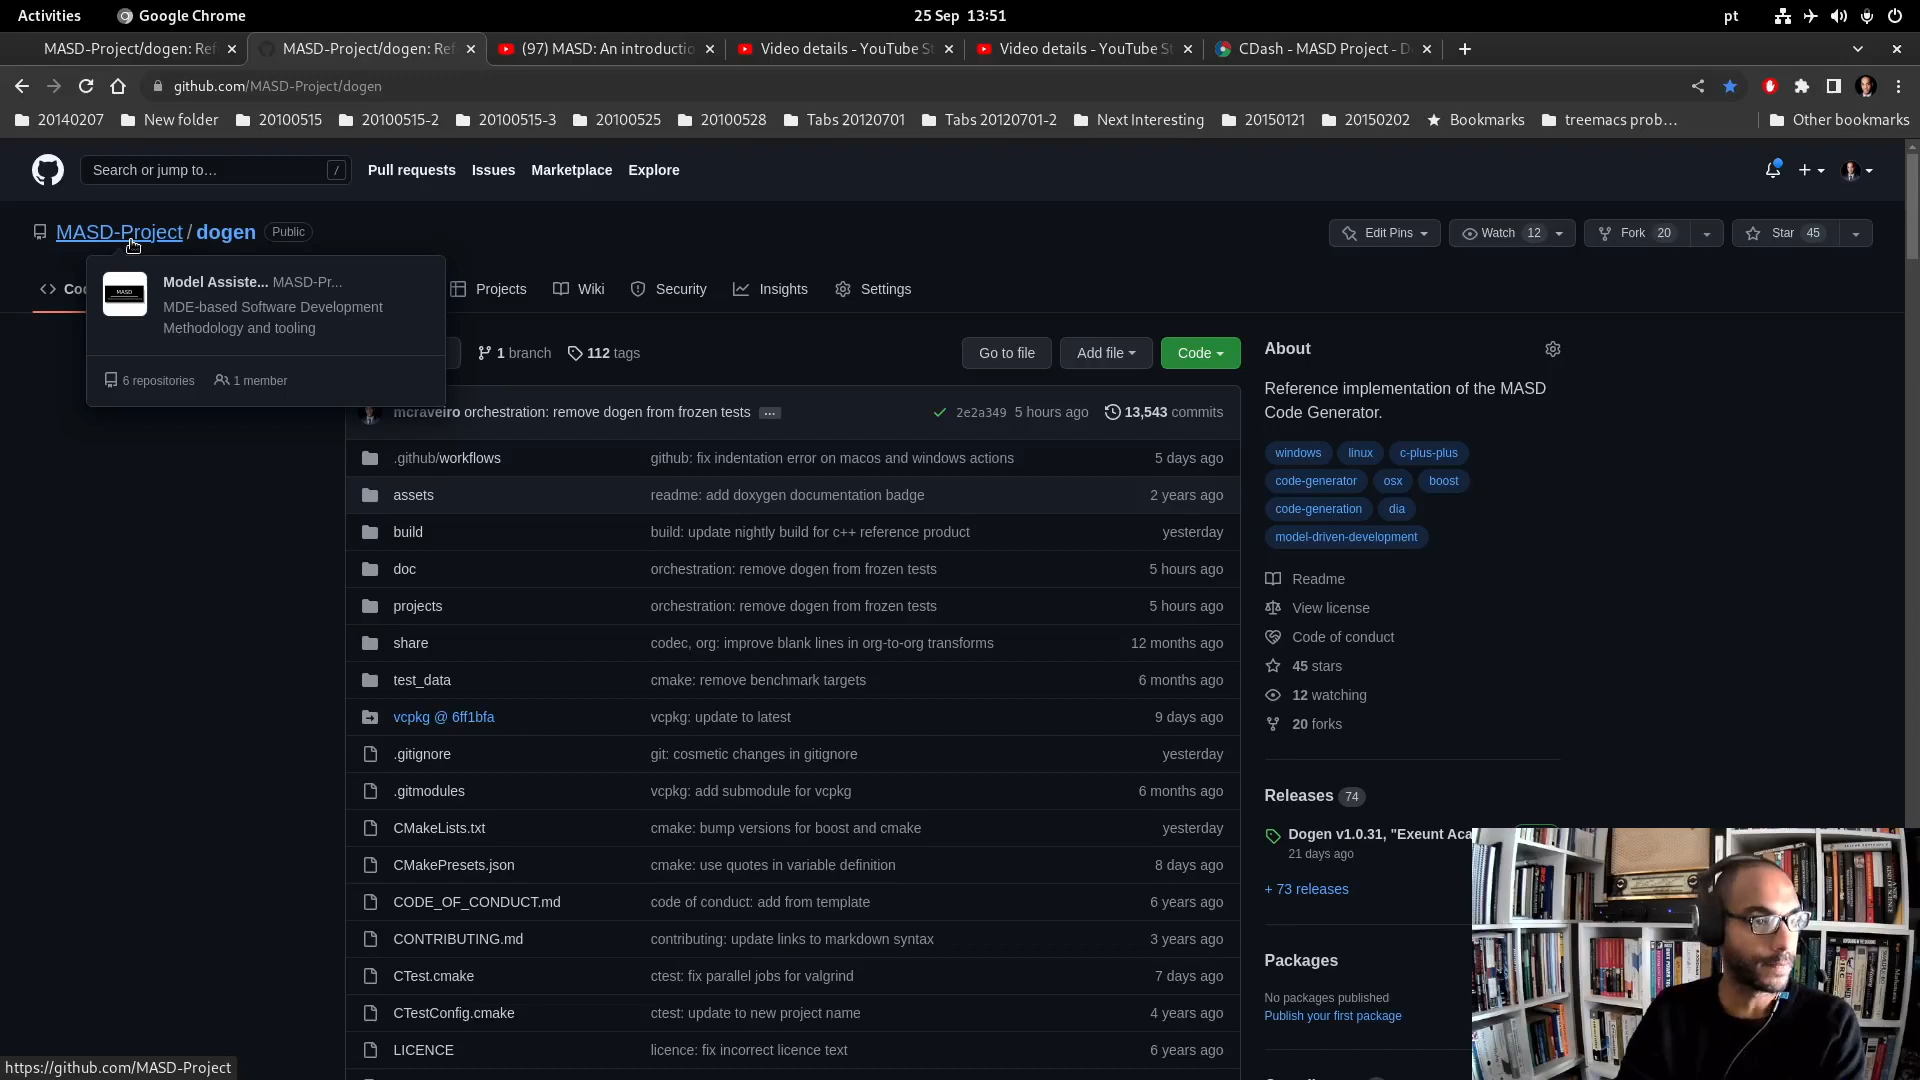 Activities
Google Chrome
25 Sep 13:51
pt
MASD-Project/dogen: Ref
MASD-Project/dogen: Ref
(97) MASD: An introductio
Video details - YouTube St
Video details - YouTube St
CDash - MASD Project - D
github.com/MASD-Project/dogen
20140207
New folder
20100515
20100515-2
20100515-3
20100525
20100528
Tabs 20120701
Tabs 20120701-2
Next Interesting
20150121
20150202
Bookmarks
treemacs prob…
Other bookmarks
Search or jump to…
/
Pull requests
Issues
Marketplace
Explore
MASD-Project / dogen
Public
Edit Pins
Watch 12
Fork 20
Star 45
Projects
Wiki
Security
Insights
Settings
MASD
Model Assiste... MASD-Pr...
MDE-based Software Development
Methodology and tooling
6 repositories
1 member
1 branch
112 tags
Go to file
Add file
Code
mcraveiro orchestration: remove dogen from frozen tests ...
2e2a349 5 hours ago
13,543 commits
.github/workflows github: fix indentation error on macos and windows actions 5 days ago
assets readme: add doxygen documentation badge 2 years ago
build build: update nightly build for c++ reference product yesterday
doc orchestration: remove dogen from frozen tests 5 hours ago
projects orchestration: remove dogen from frozen tests 5 hours ago
share codec, org: improve blank lines in org-to-org transforms 12 months ago
test_data cmake: remove benchmark targets 6 months ago
vcpkg @ 6ff1bfa vcpkg: update to latest 9 days ago
.gitignore git: cosmetic changes in gitignore yesterday
.gitmodules vcpkg: add submodule for vcpkg 6 months ago
CMakeLists.txt cmake: bump versions for boost and cmake yesterday
CMakePresets.json cmake: use quotes in variable definition 8 days ago
CODE_OF_CONDUCT.md code of conduct: add from template 6 years ago
CONTRIBUTING.md contributing: update links to markdown syntax 3 years ago
CTest.cmake ctest: fix parallel jobs for valgrind 7 days ago
CTestConfig.cmake ctest: update to new project name 4 years ago
LICENCE licence: fix incorrect licence text 6 years ago
About
Reference implementation of the MASD
Code Generator.
windows linux c-plus-plus
code-generator osx boost
code-generation dia
model-driven-development
Readme
View license
Code of conduct
45 stars
12 watching
20 forks
Releases 74
Dogen v1.0.31, "Exeunt Aca
21 days ago
+ 73 releases
Packages
No packages published
Publish your first package
https://github.com/MASD-Project